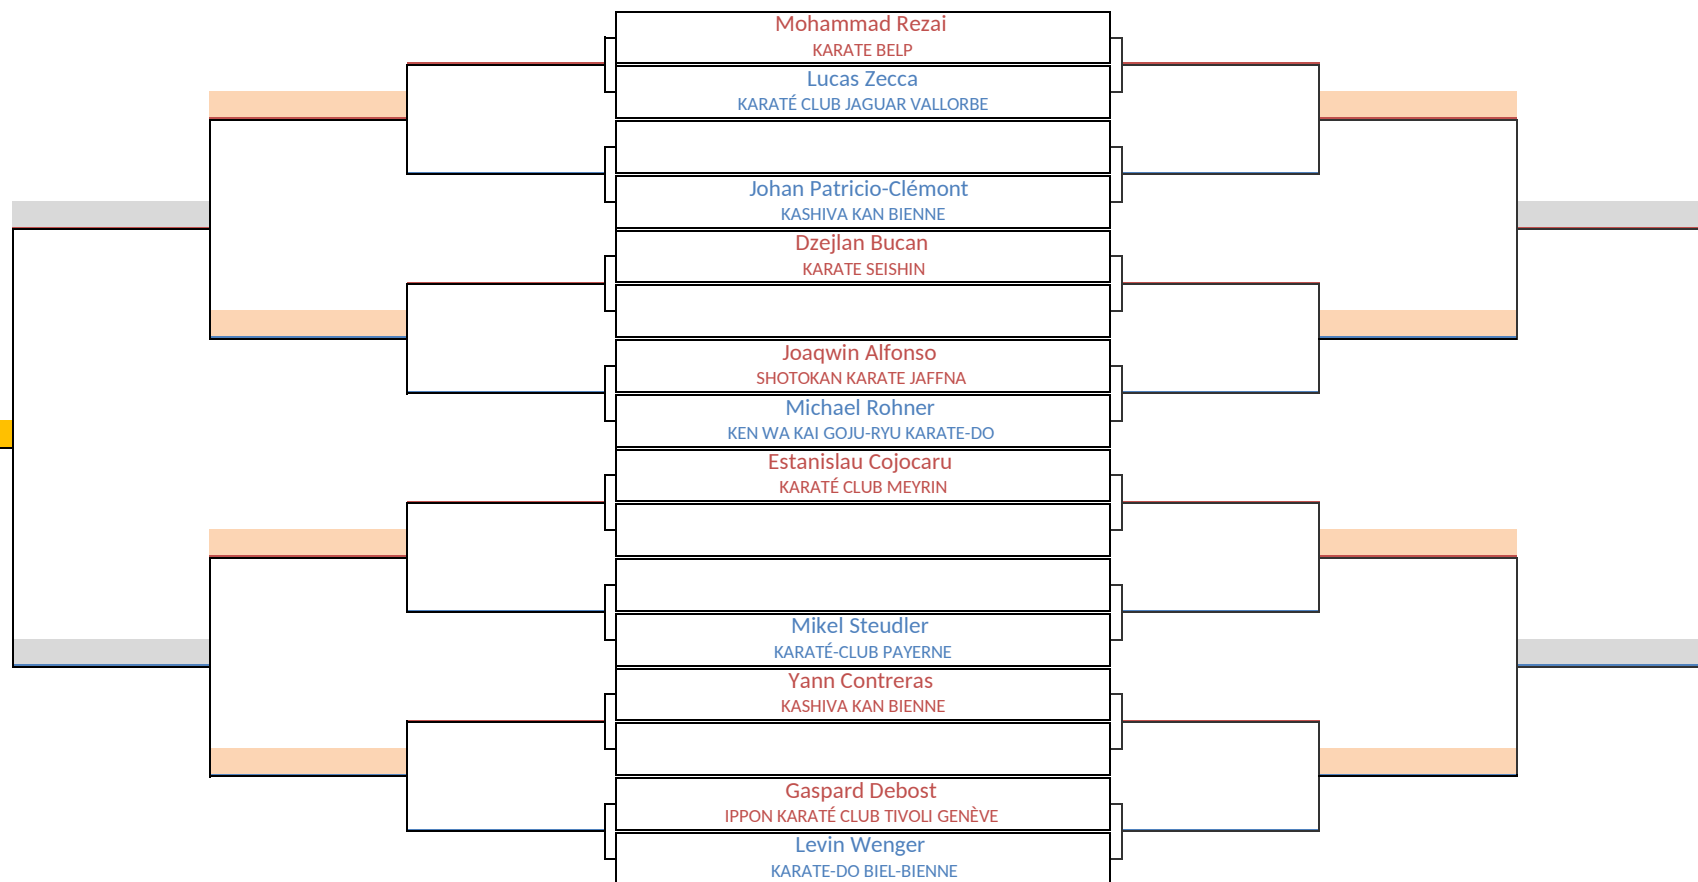 Mohammad Rezai
KARATE BELP
Lucas Zecca
KARATÉ CLUB JAGUAR VALLORBE
Johan Patricio-Clémont
KASHIVA KAN BIENNE
Dzejlan Bucan
KARATE SEISHIN
Joaqwin Alfonso
SHOTOKAN KARATE JAFFNA
Michael Rohner
KEN WA KAI GOJU-RYU KARATE-DO
Estanislau Cojocaru
KARATÉ CLUB MEYRIN
Mikel Steudler
KARATÉ-CLUB PAYERNE
Yann Contreras
KASHIVA KAN BIENNE
Gaspard Debost
IPPON KARATÉ CLUB TIVOLI GENÈVE
Levin Wenger
KARATE-DO BIEL-BIENNE